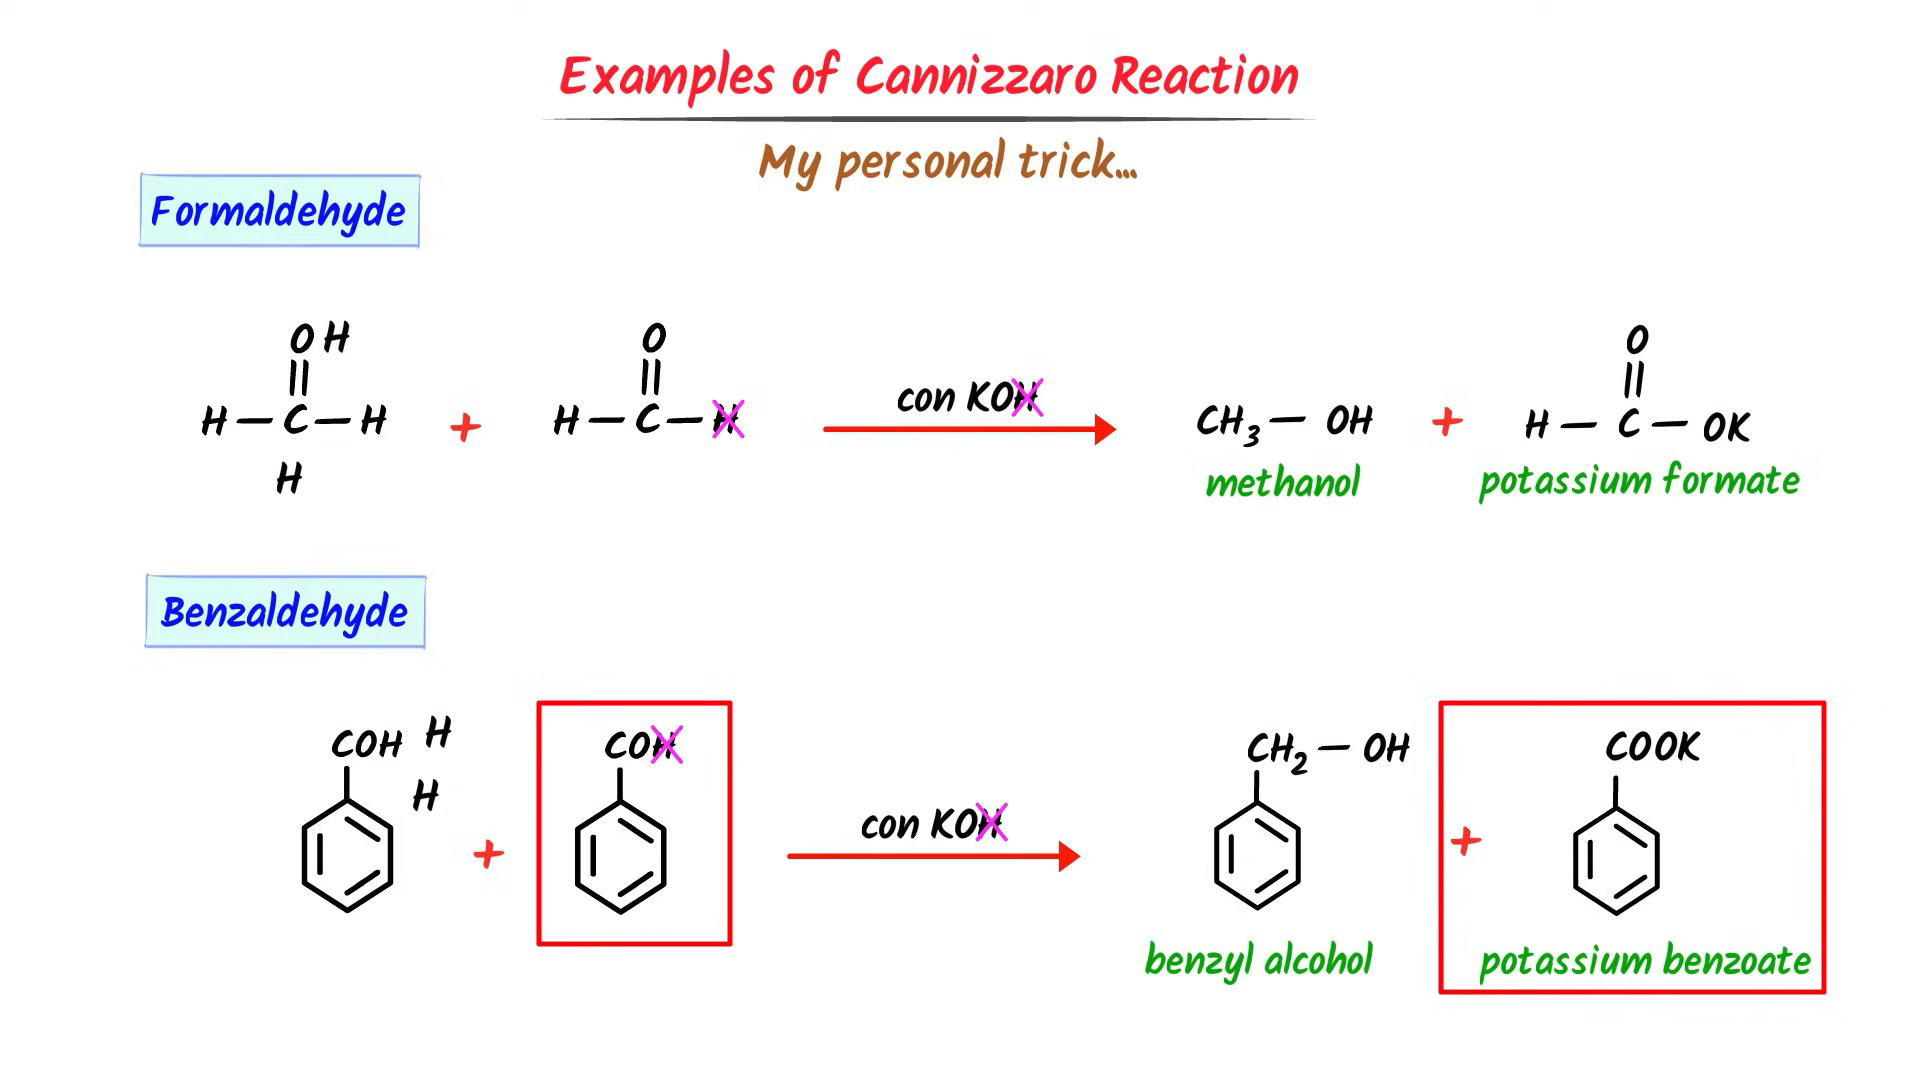 Examples of Cannizzaro Reaction
My personal trick...
Formaldehyde
O H
H — C — H
H
+
O
H — C — H
con KOH
CH₃ — OH
methanol
+
O
H — C — OK
potassium formate
Benzaldehyde
COH H
H
+
COH
con KOH
CH₂ — OH
benzyl alcohol
+
COOK
potassium benzoate